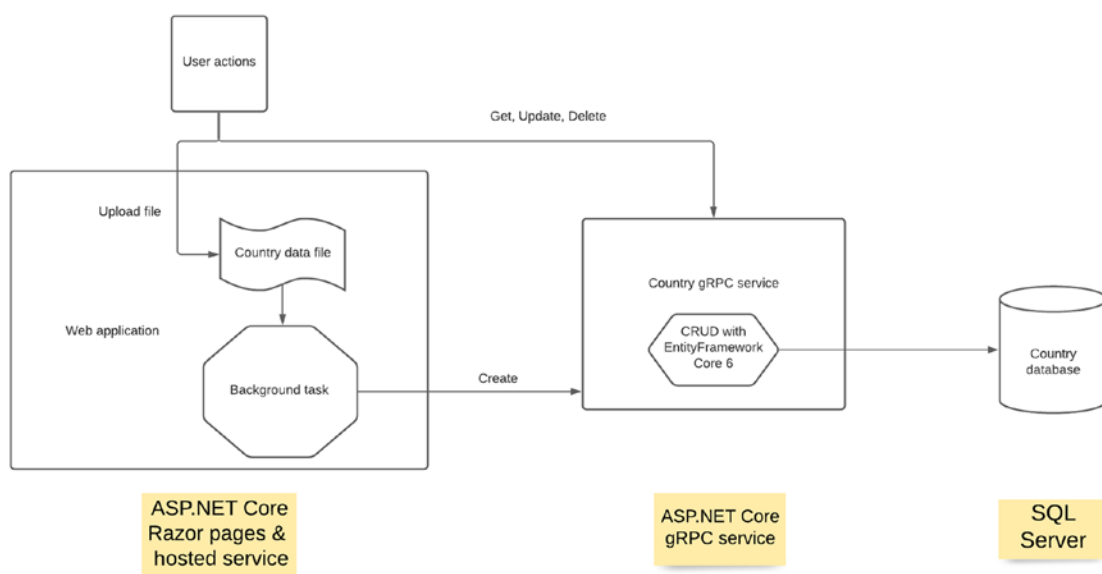 User actions
Get, Update, Delete
Upload file
Country data file
Web application
Background task
Create
Country gRPC service
CRUD with
EntityFramework
Core 6
Country
database
ASP.NET Core
Razor pages &
hosted service
ASP.NET Core
gRPC service
SQL
Server